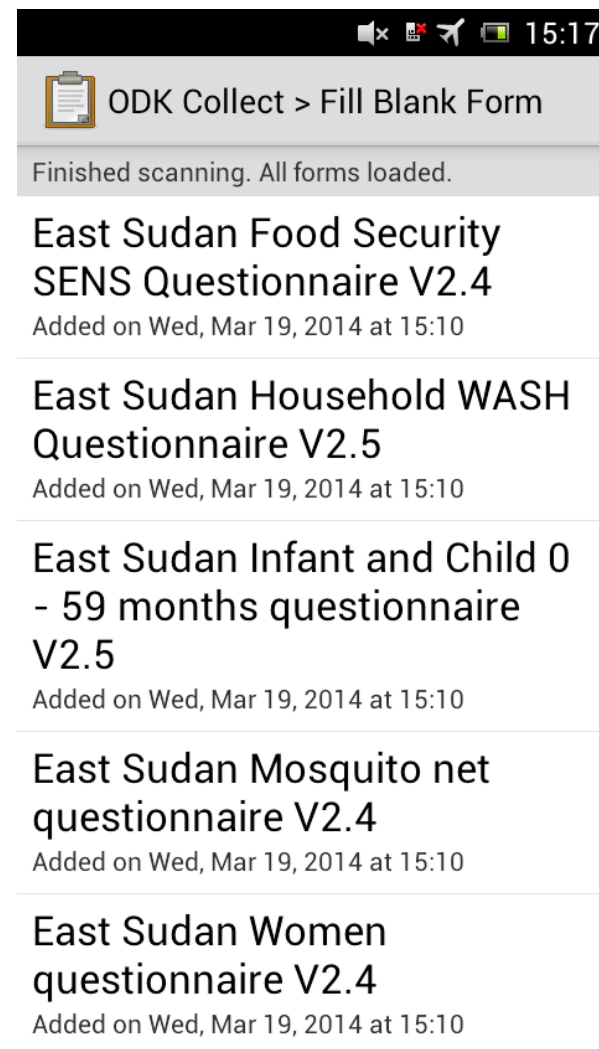 15:17
ODK Collect > Fill Blank Form
Finished scanning. All forms loaded.
East Sudan Food Security
SENS Questionnaire V2.4
Added on Wed, Mar 19, 2014 at 15:10
East Sudan Household WASH
Questionnaire V2.5
Added on Wed, Mar 19, 2014 at 15:10
East Sudan Infant and Child 0
- 59 months questionnaire
V2.5
Added on Wed, Mar 19, 2014 at 15:10
East Sudan Mosquito net
questionnaire V2.4
Added on Wed, Mar 19, 2014 at 15:10
East Sudan Women
questionnaire V2.4
Added on Wed, Mar 19, 2014 at 15:10